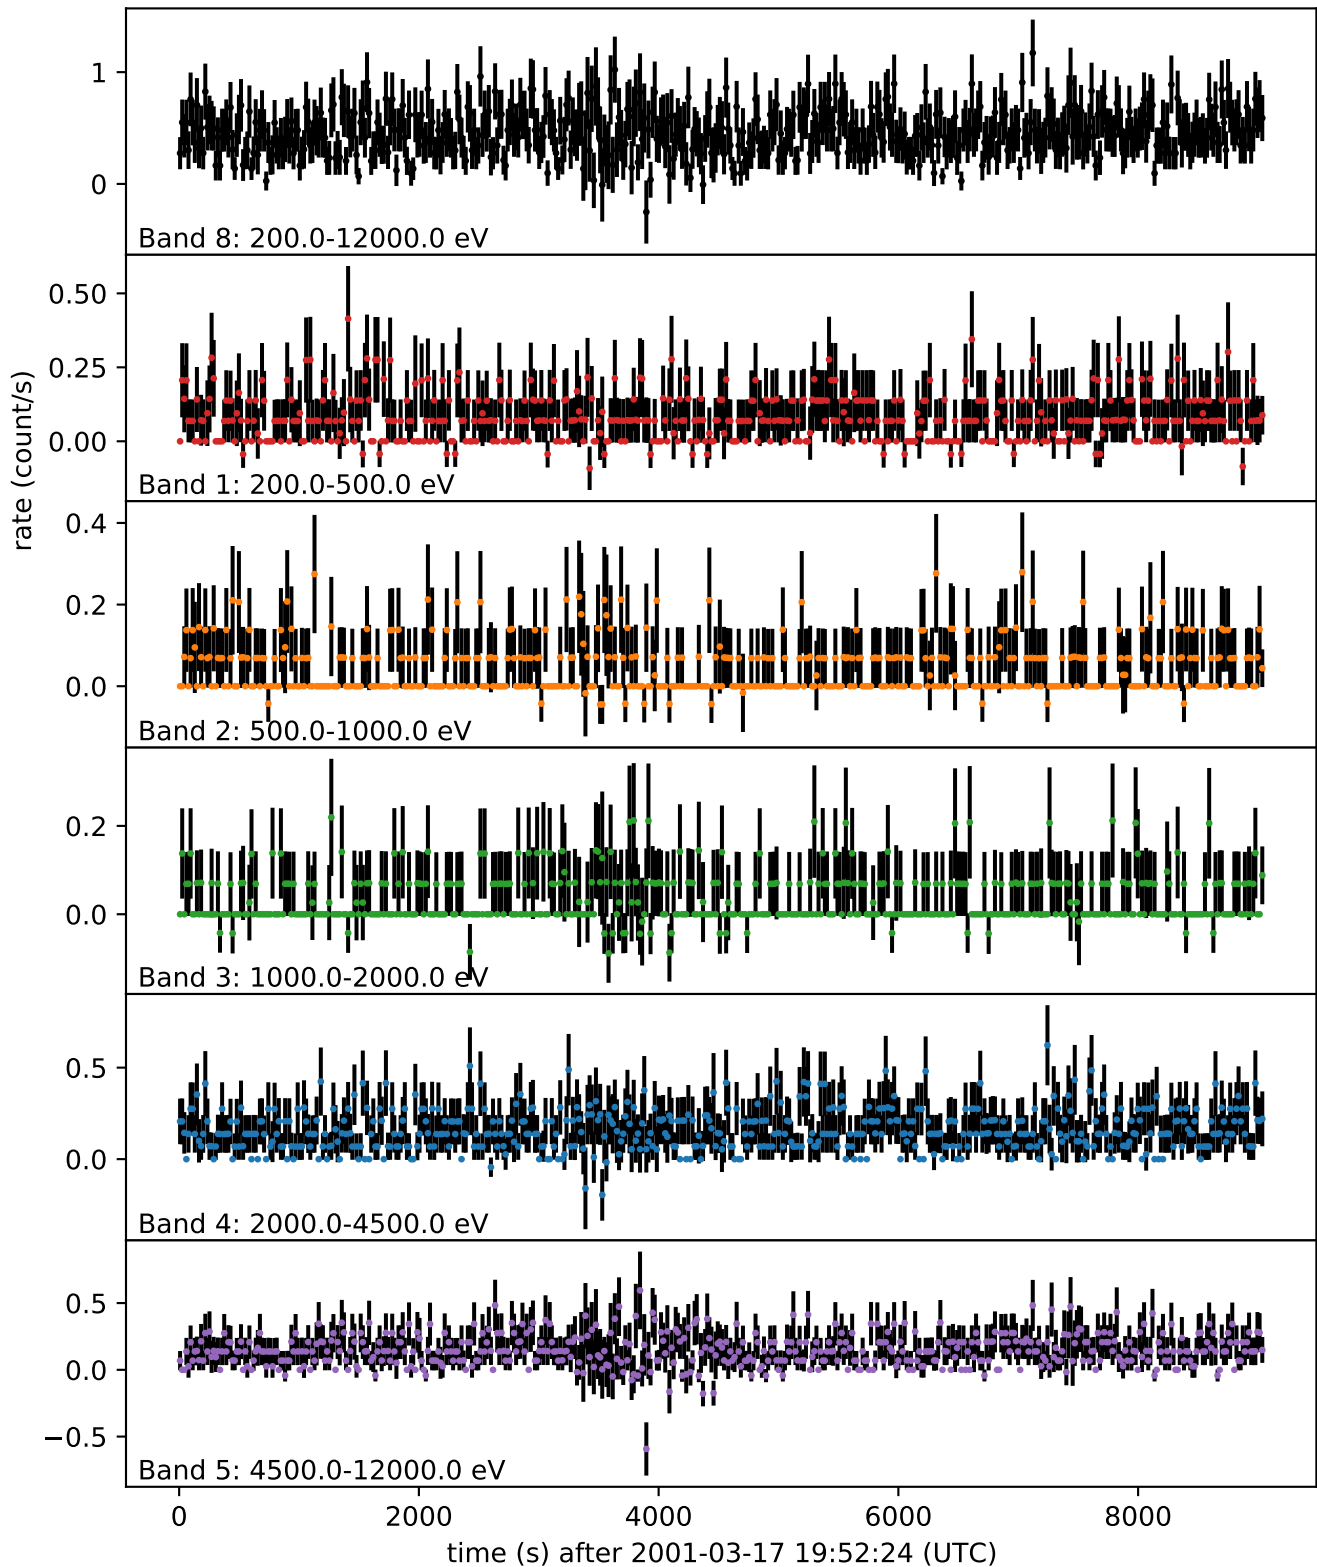 1
0
Band 8: 200.0-12000.0 eV
0.50
0.25
0.00
Band 1: 200.0-500.0 eV
rate (count/s)
0.4
0.2
0.0
Band 2: 500.0-1000.0 eV
0.2
0.0
Band 3: 1000.0-2000.0 eV
0.5
0.0
Band 4: 2000.0-4500.0 eV
0.5
0.0
−0.5
Band 5: 4500.0-12000.0 eV
0 2000 4000 6000 8000
time (s) after 2001-03-17 19:52:24 (UTC)